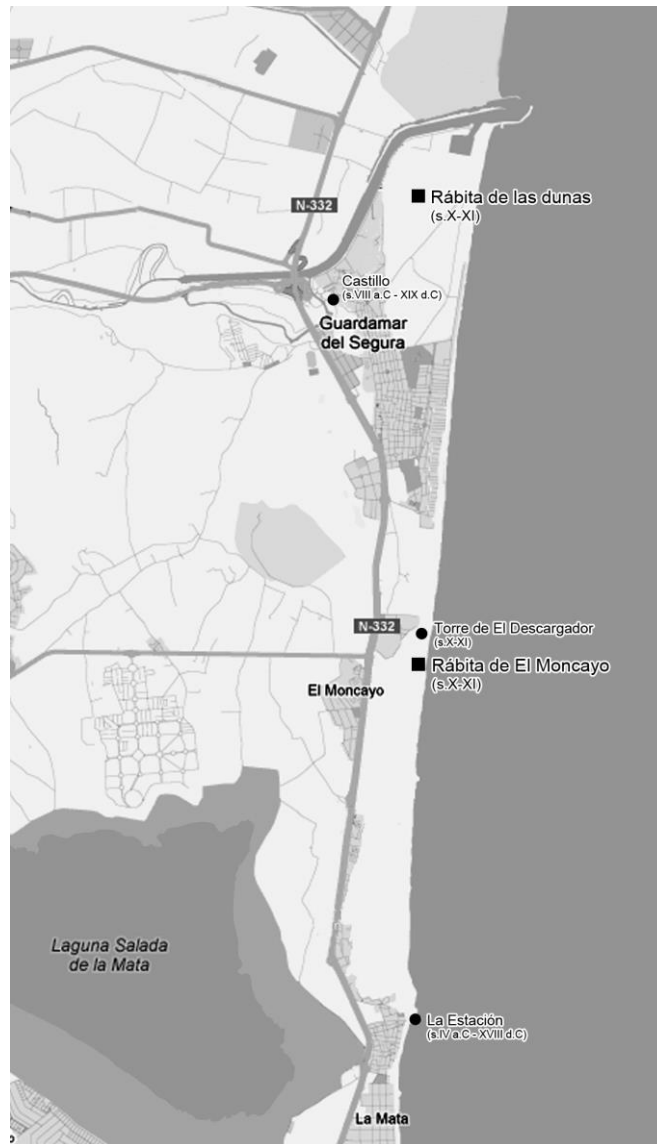 N-332
Rábita de las dunas
(s.X-XI)
Castillo
(s.VIII a.C - XIX d.C)
Guardamar
del Segura
N-332
Torre de El Descargador
(s.X-XI)
Rábita de El Moncayo
(s.X-XI)
El Moncayo
Laguna Salada
de la Mata
La Estación
(s.IV a.C - XVIII d.C)
La Mata